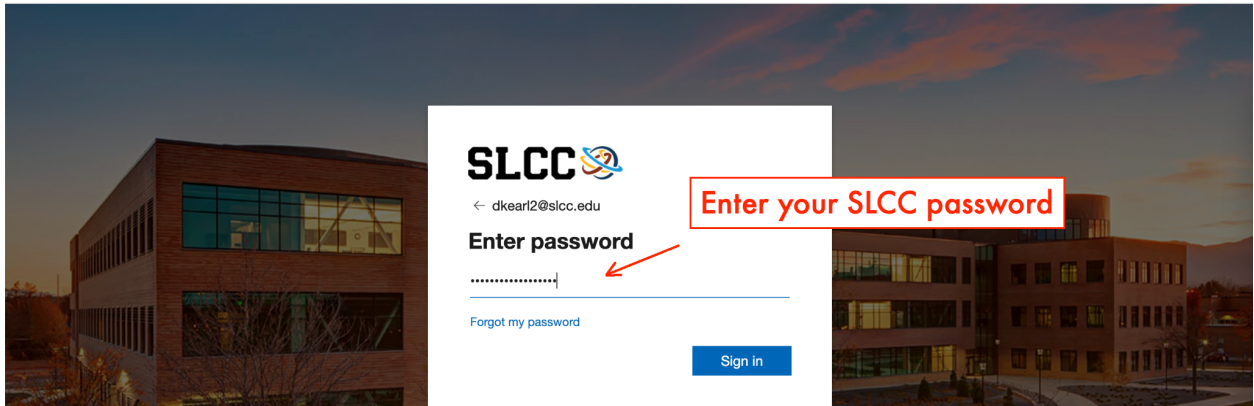 SLCC
← dkearl2@slcc.edu
Enter your SLCC password
Enter password
••••••••••••••••••
Forgot my password
Sign in